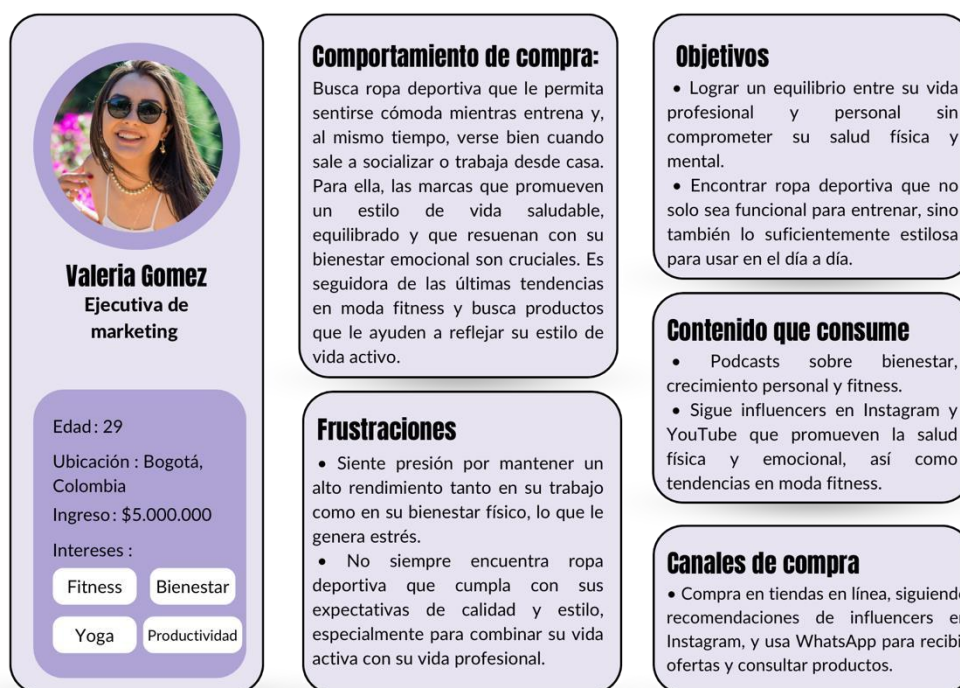 Valeria Gomez
Ejecutiva de
marketing
Edad: 29
Ubicación : Bogotá,
Colombia
Ingreso: $5.000.000
Intereses :
Fitness
Bienestar
Yoga
Productividad
Comportamiento de compra:
Busca ropa deportiva que le permita
sentirse cómoda mientras entrena y,
al mismo tiempo, verse bien cuando
sale a socializar o trabaja desde casa.
Para ella, las marcas que promueven
un estilo de vida saludable,
equilibrado y que resuenan con su
bienestar emocional son cruciales. Es
seguidora de las últimas tendencias
en moda fitness y busca productos
que le ayuden a reflejar su estilo de
vida activo.
Frustraciones
• Siente presión por mantener un
alto rendimiento tanto en su trabajo
como en su bienestar físico, lo que le
genera estrés.
• No siempre encuentra ropa
deportiva que cumpla con sus
expectativas de calidad y estilo,
especialmente para combinar su vida
activa con su vida profesional.
Objetivos
• Lograr un equilibrio entre su vida
profesional y personal sin
comprometer su salud física y
mental.
• Encontrar ropa deportiva que no
solo sea funcional para entrenar, sino
también lo suficientemente estilosa
para usar en el día a día.
Contenido que consume
• Podcasts sobre bienestar,
crecimiento personal y fitness.
• Sigue influencers en Instagram y
YouTube que promueven la salud
física y emocional, así como
tendencias en moda fitness.
Canales de compra
• Compra en tiendas en línea, siguiendo
recomendaciones de influencers en
Instagram, y usa WhatsApp para recibi
ofertas y consultar productos.